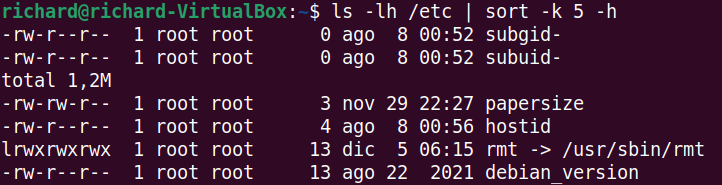 richard@richard-VirtualBox:~$ ls -lh /etc | sort -k 5 -h
-rw-r--r-- 1 root root 0 ago 8 00:52 subgid-
-rw-r--r-- 1 root root 0 ago 8 00:52 subuid-
total 1,2M
-rw-rw-r-- 1 root root 3 nov 29 22:27 papersize
-rw-r--r-- 1 root root 4 ago 8 00:56 hostid
lrwxrwxrwx 1 root root 13 dic 5 06:15 rmt -> /usr/sbin/rmt
-rw-r--r-- 1 root root 13 ago 22 2021 debian_version